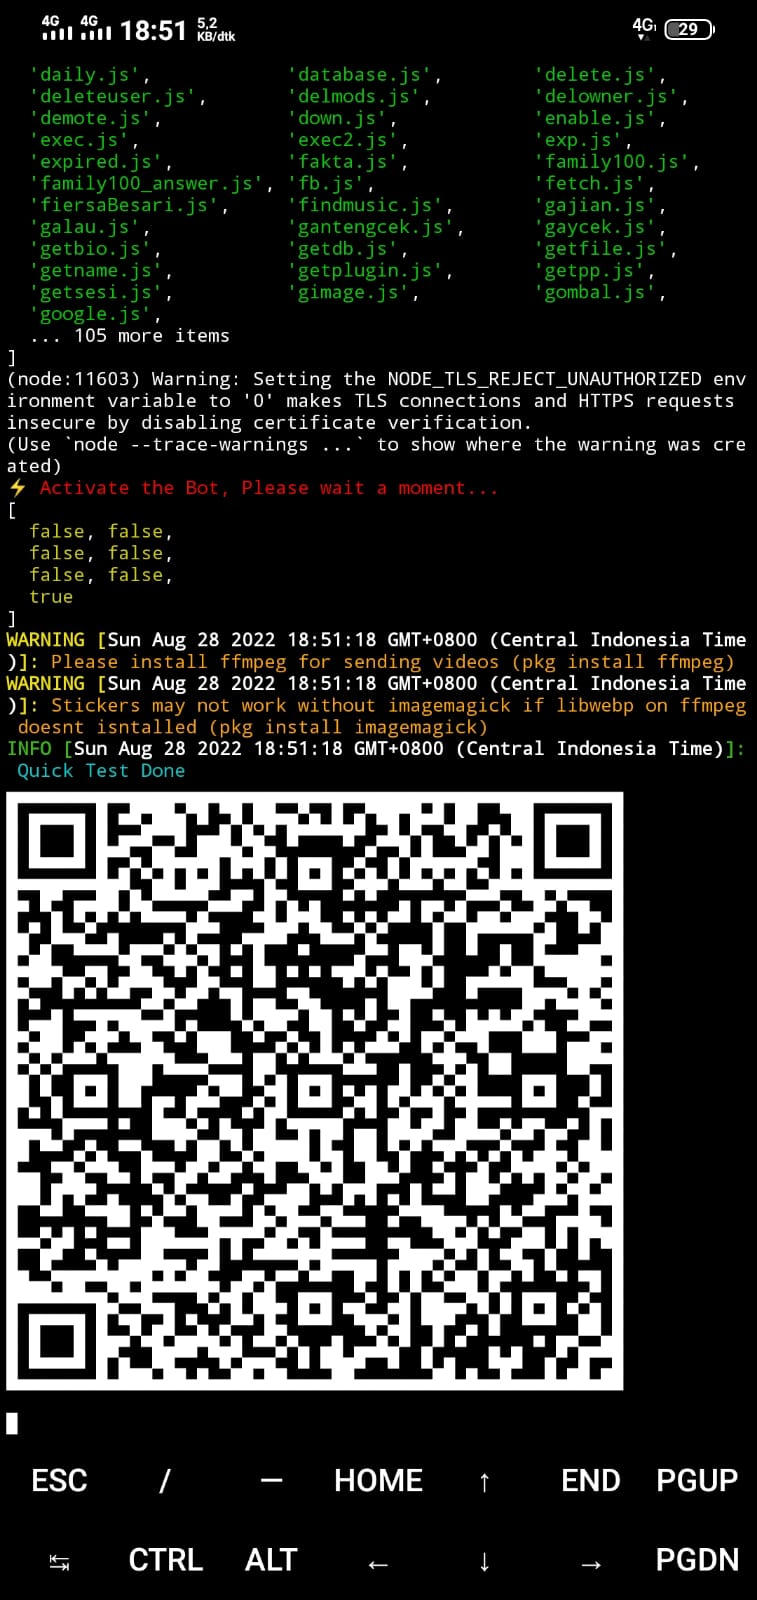 4G 4G 18:51 5,2 KB/dtk 4G 29
'daily.js', 'database.js', 'delete.js',
'deleteuser.js', 'delmods.js', 'delowner.js',
'demote.js', 'down.js', 'enable.js',
'exec.js', 'exec2.js', 'exp.js',
'expired.js', 'fakta.js', 'family100.js',
'family100_answer.js', 'fb.js', 'fetch.js',
'fiersaBesari.js', 'findmusic.js', 'gajian.js',
'galau.js', 'gantengcek.js', 'gaycek.js',
'getbio.js', 'getdb.js', 'getfile.js',
'getname.js', 'getplugin.js', 'getpp.js',
'getsesi.js', 'gimage.js', 'gombal.js',
'google.js',
... 105 more items
]
(node:11603) Warning: Setting the NODE_TLS_REJECT_UNAUTHORIZED env
ironment variable to '0' makes TLS connections and HTTPS requests
insecure by disabling certificate verification.
(Use `node --trace-warnings ...` to show where the warning was cre
ated)
⚡ Activate the Bot, Please wait a moment...
[
false, false,
false, false,
false, false,
true
]
WARNING [Sun Aug 28 2022 18:51:18 GMT+0800 (Central Indonesia Time
)]: Please install ffmpeg for sending videos (pkg install ffmpeg)
WARNING [Sun Aug 28 2022 18:51:18 GMT+0800 (Central Indonesia Time
)]: Stickers may not work without imagemagick if libwebp on ffmpeg
doesnt isntalled (pkg install imagemagick)
INFO [Sun Aug 28 2022 18:51:18 GMT+0800 (Central Indonesia Time)]:
Quick Test Done
ESC / — HOME ↑ END PGUP
↹ CTRL ALT ← ↓ → PGDN